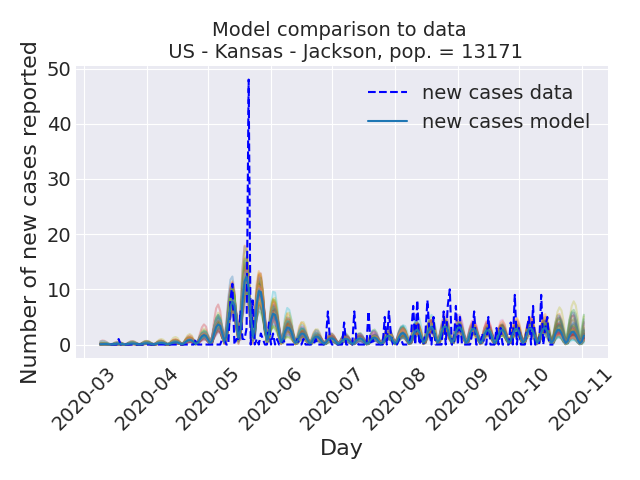 Model comparison to data
US - Kansas - Jackson, pop. = 13171
Number of new cases reported
50
40
30
20
10
0
new cases data
new cases model
2020-03
2020-04
2020-05
2020-06
2020-07
2020-08
2020-09
2020-10
2020-11
Day